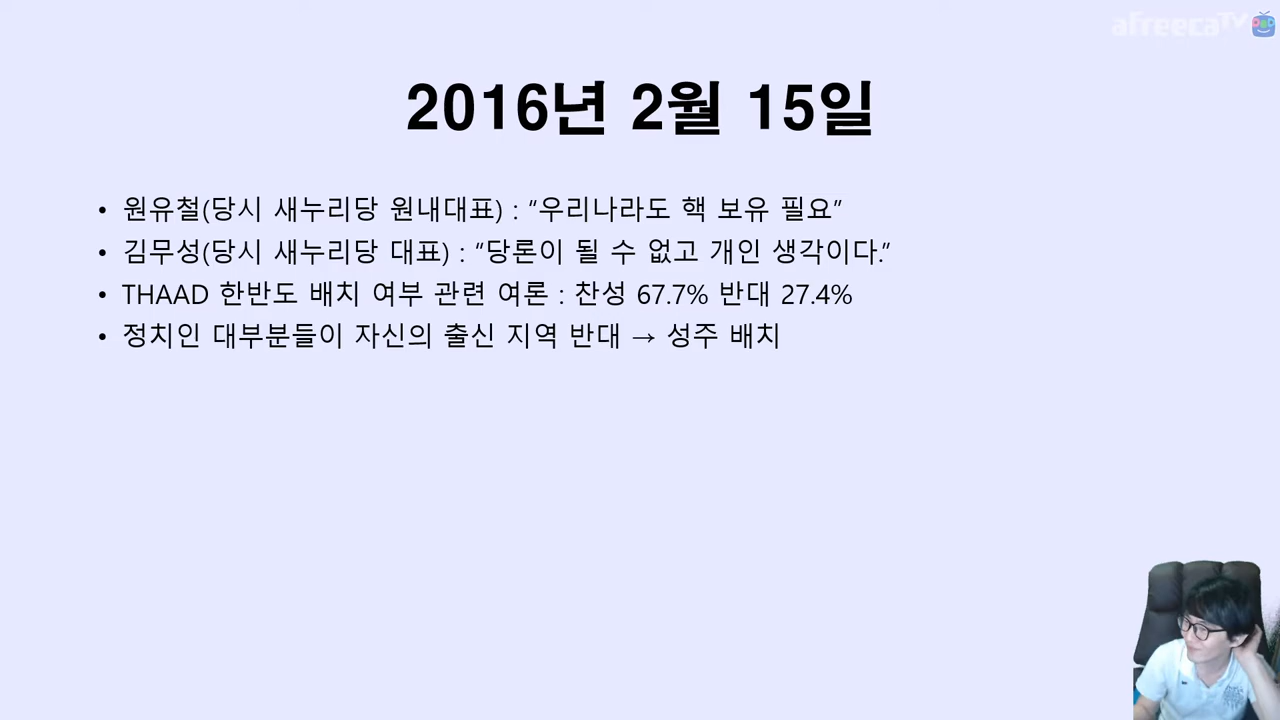 afreecaTV
2016년 2월 15일
• 원유철(당시 새누리당 원내대표) : “우리나라도 핵 보유 필요”
• 김무성(당시 새누리당 대표) : “당론이 될 수 없고 개인 생각이다.”
• THAAD 한반도 배치 여부 관련 여론 : 찬성 67.7% 반대 27.4%
• 정치인 대부분들이 자신의 출신 지역 반대 → 성주 배치